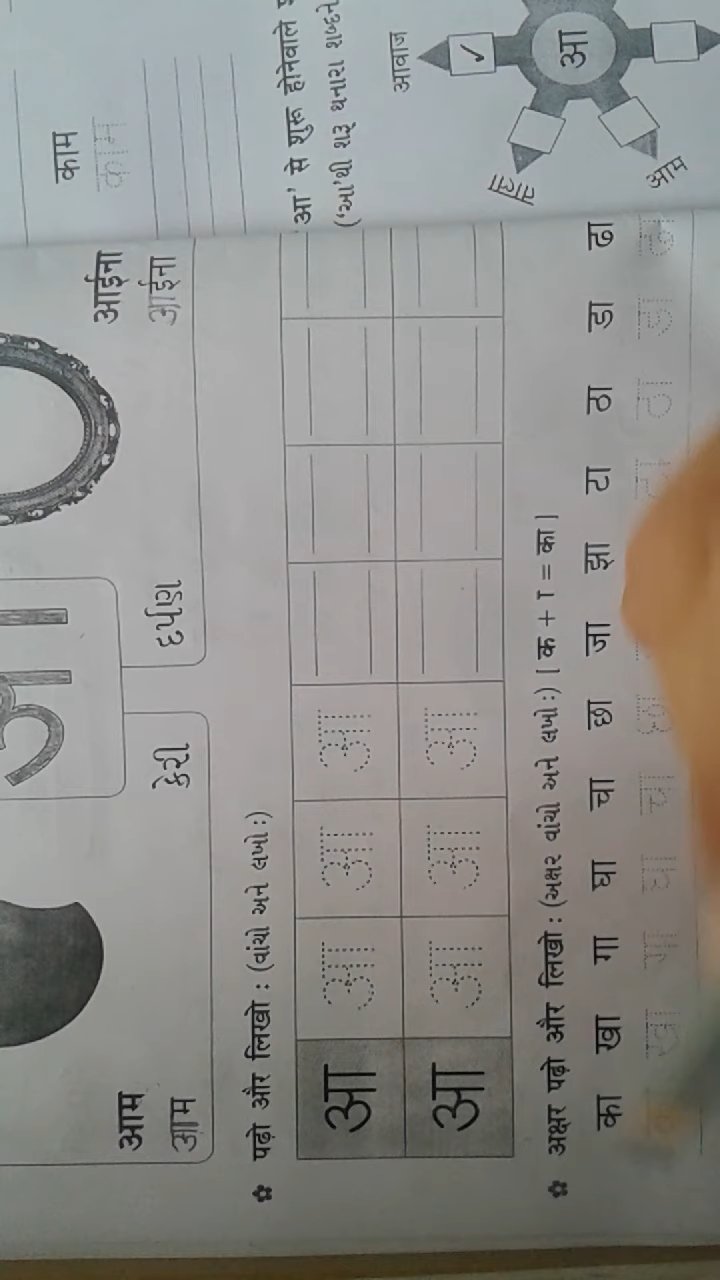 आ
आम
आम
કેરી
દર્પણ
आईना
आईना
✿ पढ़ो और लिखो : (વાંચો અને લખો :)
आ आ आ आ
आ आ आ आ
✿ अक्षर पढ़ो और लिखो : (અક્ષર વાંચો અને લખો :) [ क + ा = का ]
का खा गा घा चा छा जा झा टा ठा डा ढा
खा गा घा चा छा ठा डा ढा
काम
काम
आ' से शुरू होनेवाले
('આ'થી શરૂ થનારા શબ્દને
आवाज
✓
आ
आम